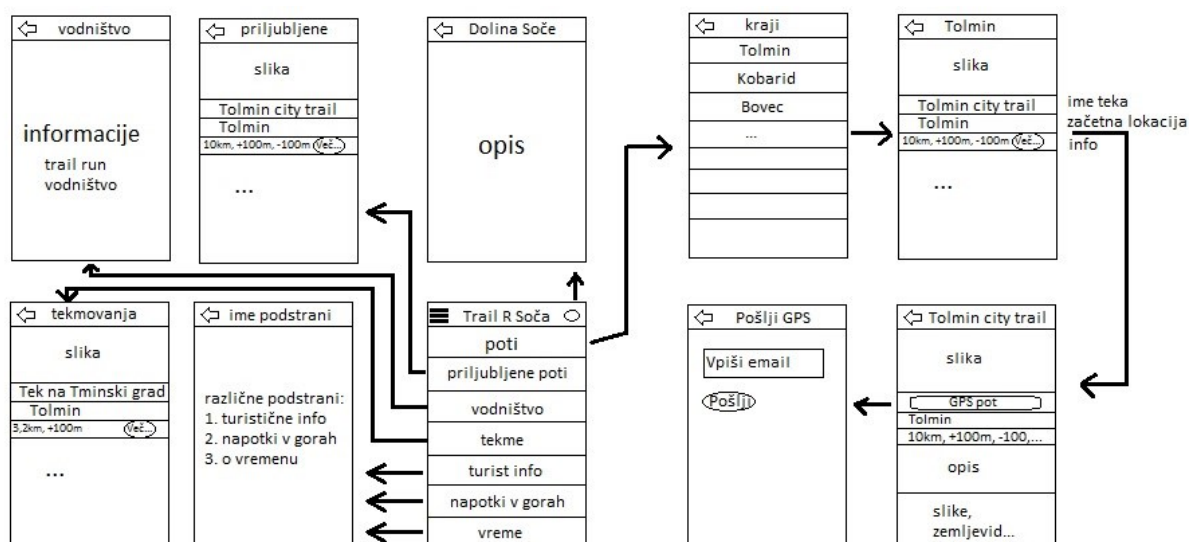 vodništvo
informacije
trail run
vodništvo
priljubljene
slika
Tolmin city trail
Tolmin
10km, +100m, -100m Več...
...
Dolina Soče
opis
kraji
Tolmin
Kobarid
Bovec
...
Tolmin
slika
Tolmin city trail
Tolmin
10km, +100m, -100m Več...
...
ime teka
začetna lokacija
info
tekmovanja
slika
Tek na Tminski grad
Tolmin
3,2km, +100m Več...
...
ime podstrani
različne podstrani:
1. turistične info
2. napotki v gorah
3. o vremenu
Trail R Soča
poti
priljubljene poti
vodništvo
tekme
turist info
napotki v gorah
vreme
Pošlji GPS
Vpiši email
Pošlji
Tolmin city trail
slika
GPS pot
Tolmin
10km, +100m, -100,...
opis
slike,
zemljevid...